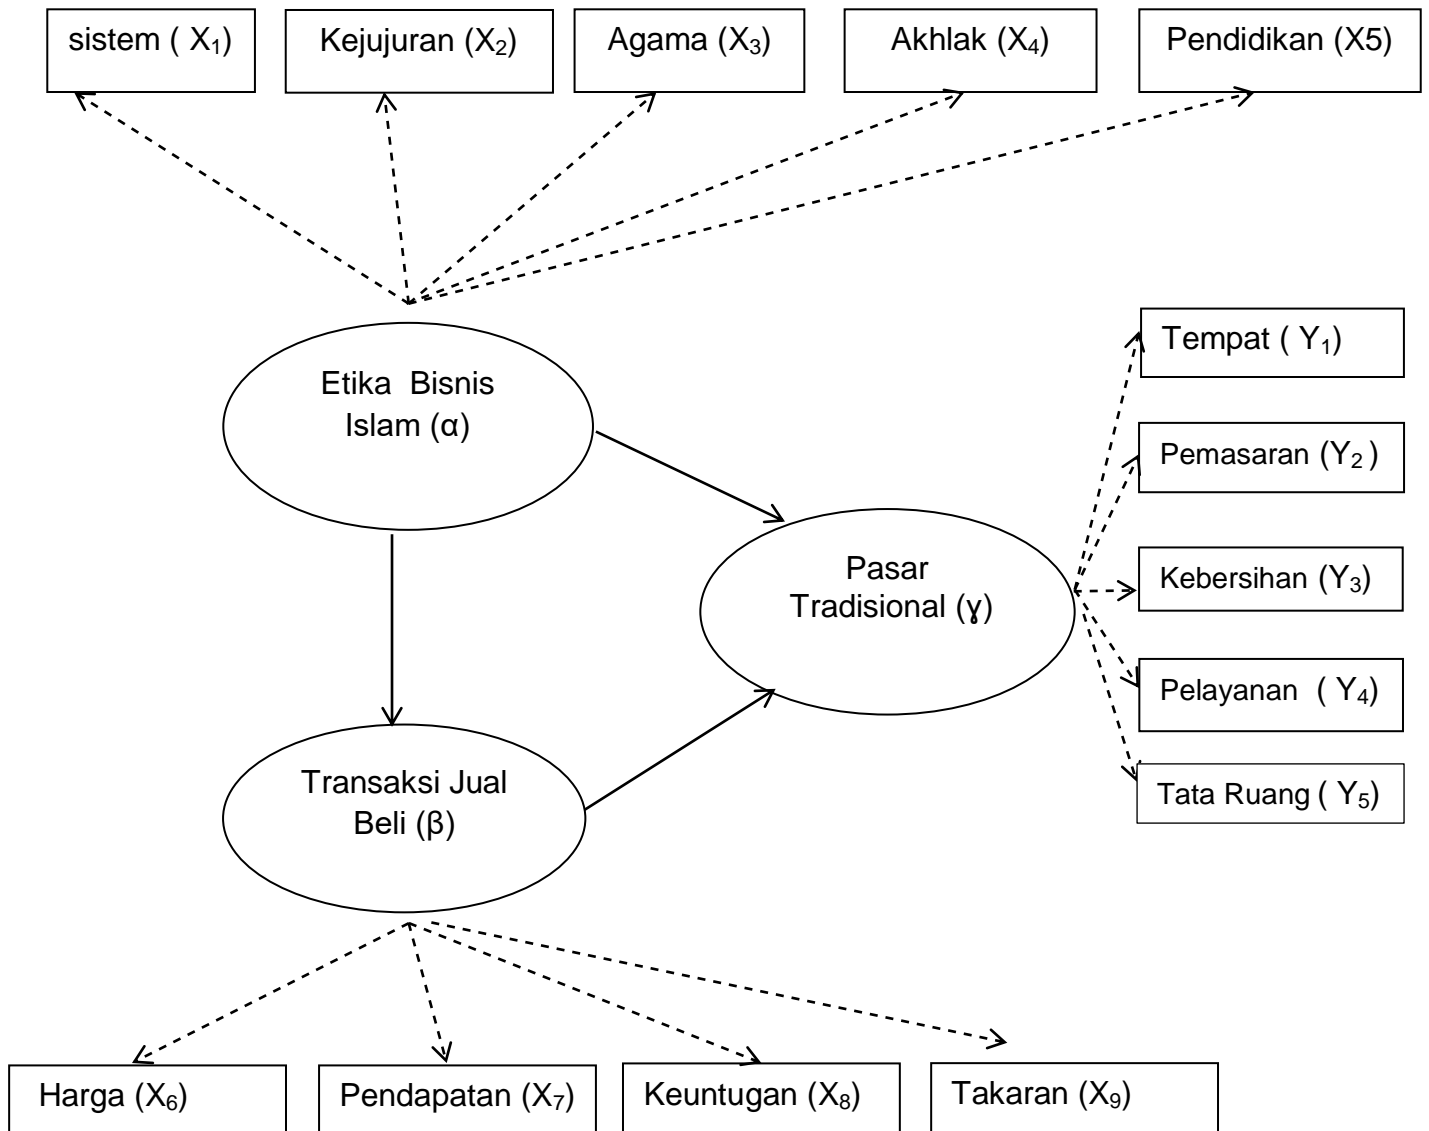 sistem ( X₁)
Kejujuran (X₂)
Agama (X₃)
Akhlak (X₄)
Pendidikan (X5)
Etika Bisnis
Islam (α)
Tempat ( Y₁)
Pemasaran (Y₂ )
Pasar
Tradisional (ɣ)
Kebersihan (Y₃)
Pelayanan ( Y₄)
Transaksi Jual
Beli (β)
Tata Ruang ( Y₅)
Harga (X₆)
Pendapatan (X₇)
Keuntugan (X₈)
Takaran (X₉)